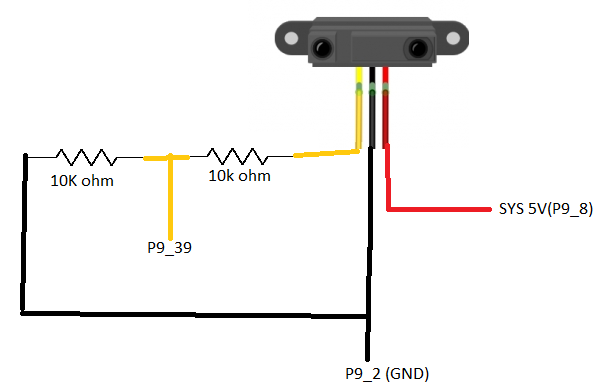 10K ohm
10k ohm
P9_39
SYS 5V(P9_8)
P9_2 (GND)